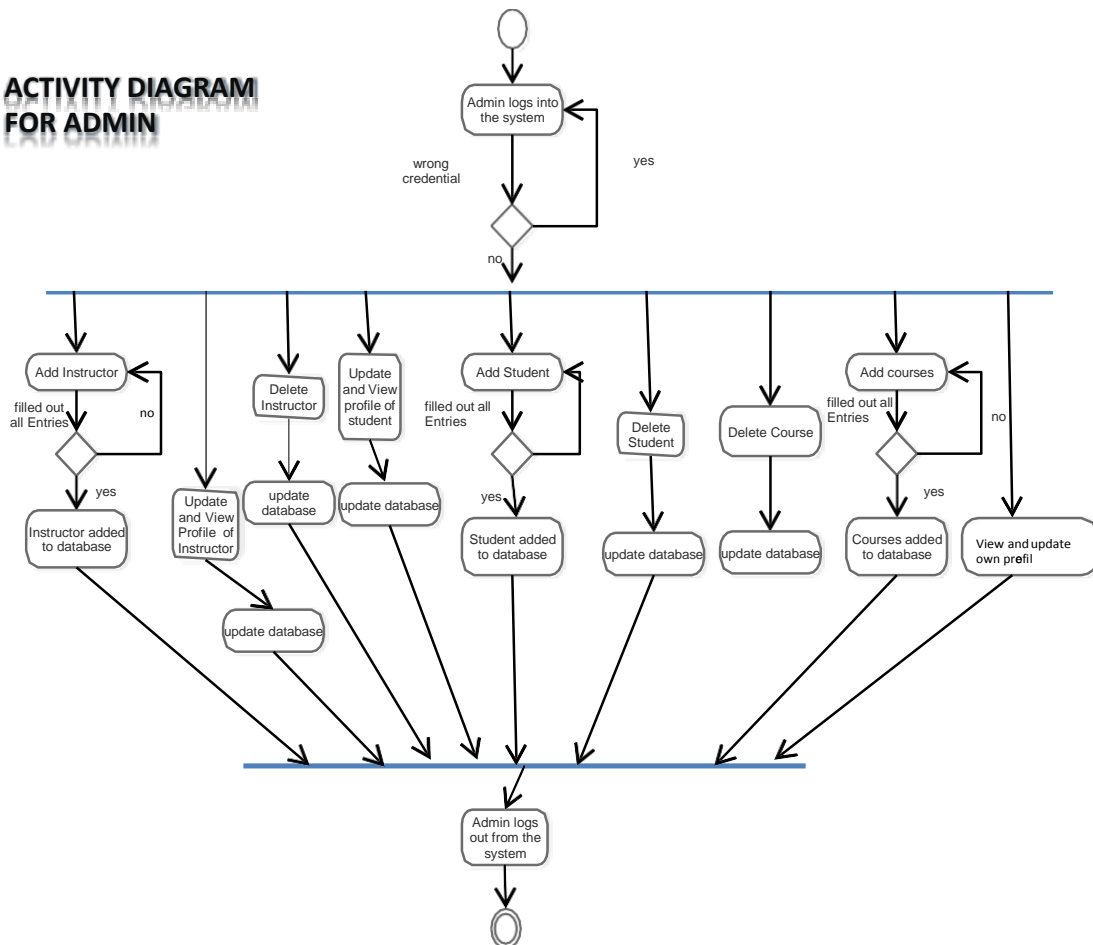 ACTIVITY DIAGRAM
FOR ADMIN
Admin logs into
the system
wrong
credential
yes
no
Add Instructor
filled out
all Entries
no
yes
Instructor added
to database
Update
and View
Profile of
Instructor
update database
Delete
Instructor
update
database
Update
and View
profile of
student
update database
Add Student
filled out all
Entries
yes
Student added
to database
Delete
Student
update database
Delete Course
update database
Add courses
filled out all
Entries
no
yes
Courses added
to database
View and update
own prefil
Admin logs
out from the
system